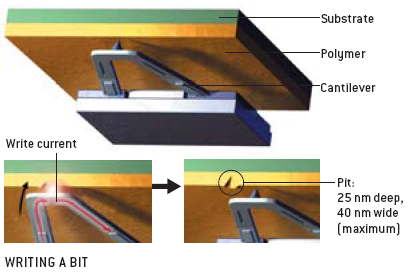 Substrate
Polymer
Cantilever
Write current
Pit:
25 nm deep,
40 nm wide
(maximum)
WRITING A BIT